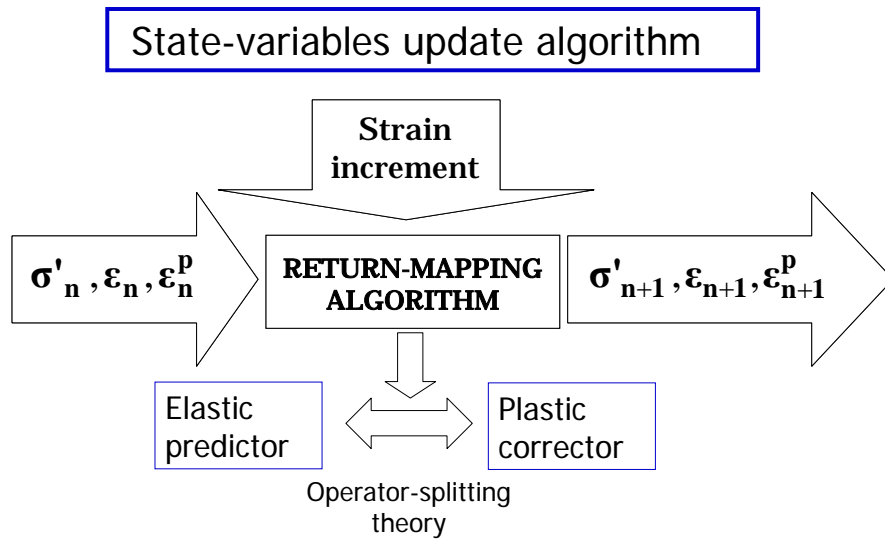 State-variables update algorithm
Strain
increment
σ'ₙ , εₙ , εₙᵖ
RETURN-MAPPING
ALGORITHM
σ'ₙ₊₁ , εₙ₊₁ , εₙ₊₁ᵖ
Elastic
predictor
Plastic
corrector
Operator-splitting
theory